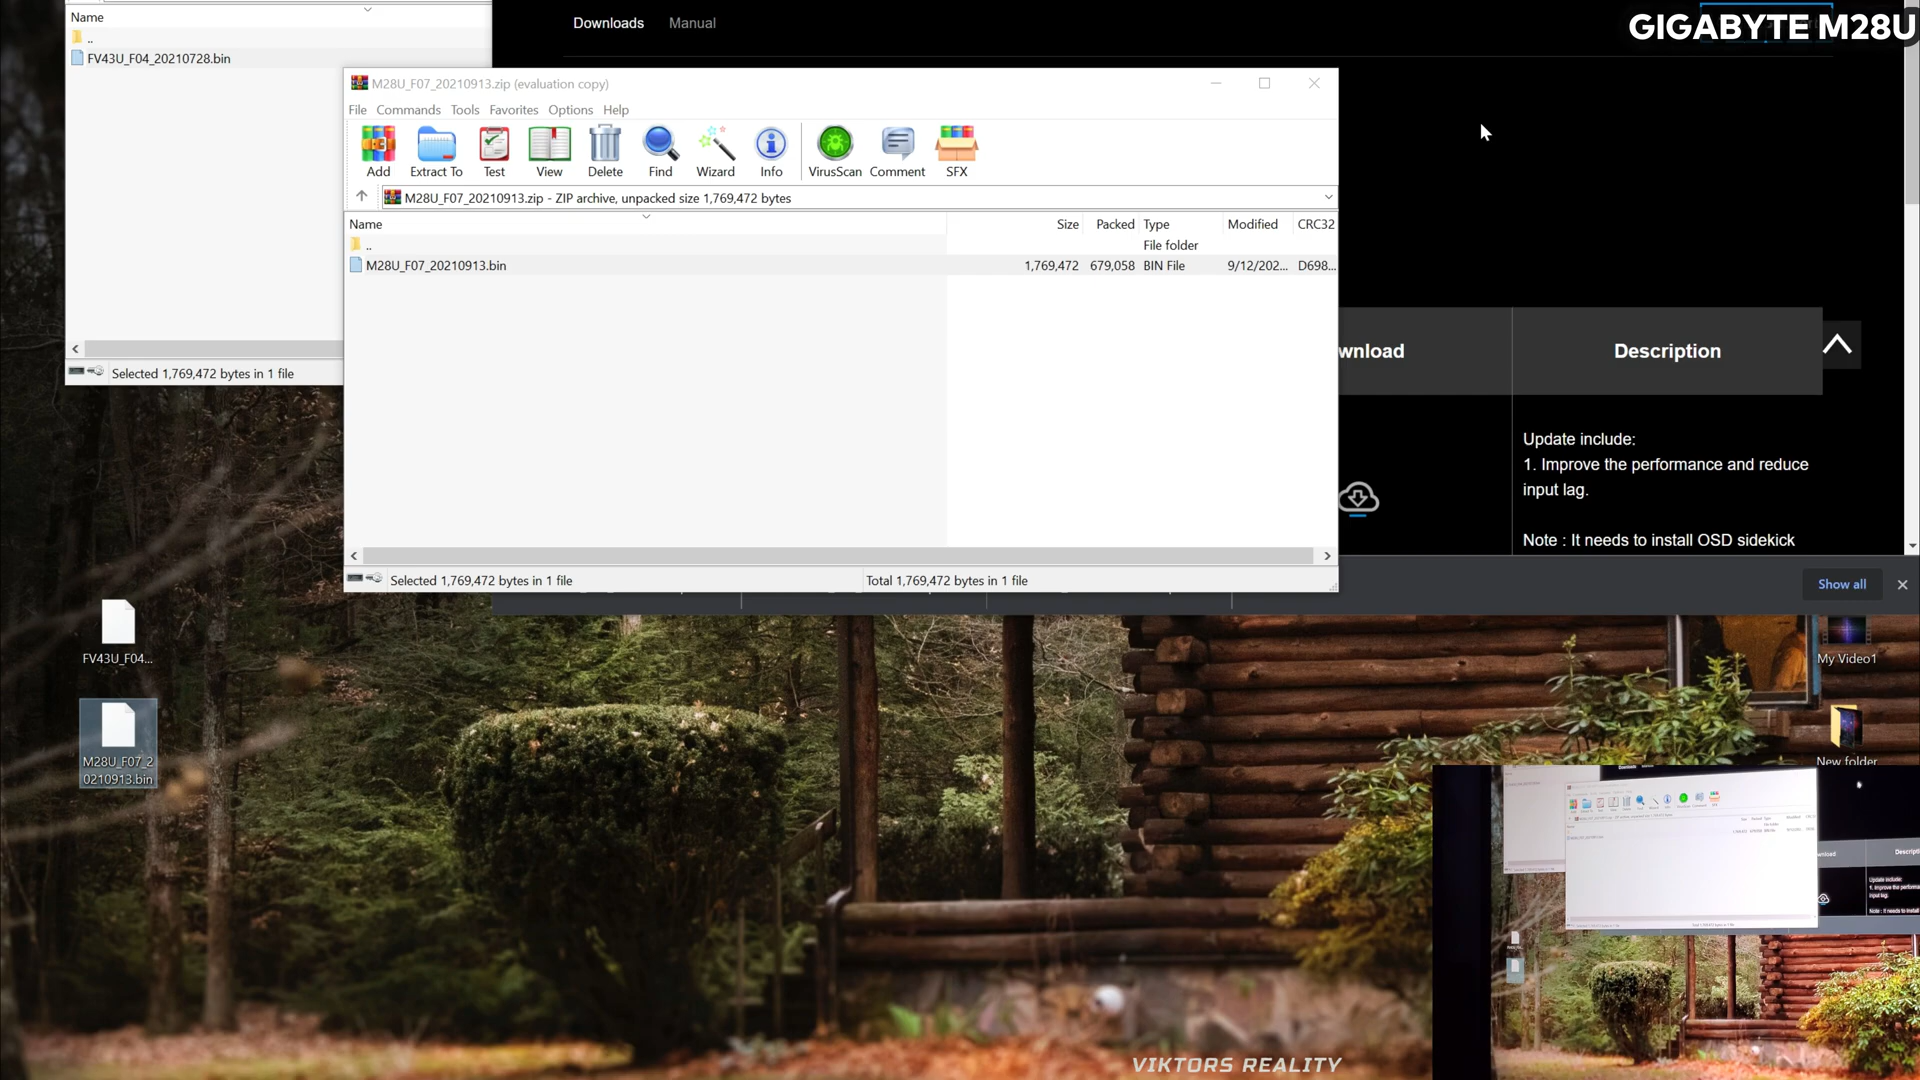 Name
..
FV43U_F04_20210728.bin
Selected 1,769,472 bytes in 1 file
Downloads Manual
GIGABYTE M28U
M28U_F07_20210913.zip (evaluation copy)
File Commands Tools Favorites Options Help
Add Extract To Test View Delete Find Wizard Info VirusScan Comment SFX
M28U_F07_20210913.zip - ZIP archive, unpacked size 1,769,472 bytes
Name Size Packed Type Modified CRC32
.. File folder
M28U_F07_20210913.bin 1,769,472 679,058 BIN File 9/12/202... D698...
Selected 1,769,472 bytes in 1 file Total 1,769,472 bytes in 1 file
wnload Description
Update include:
1. Improve the performance and reduce
input lag.
Note : It needs to install OSD sidekick
Show all
FV43U_F04...
M28U_F07_2
0210913.bin
My Video1
New folder
VIKTORS REALITY